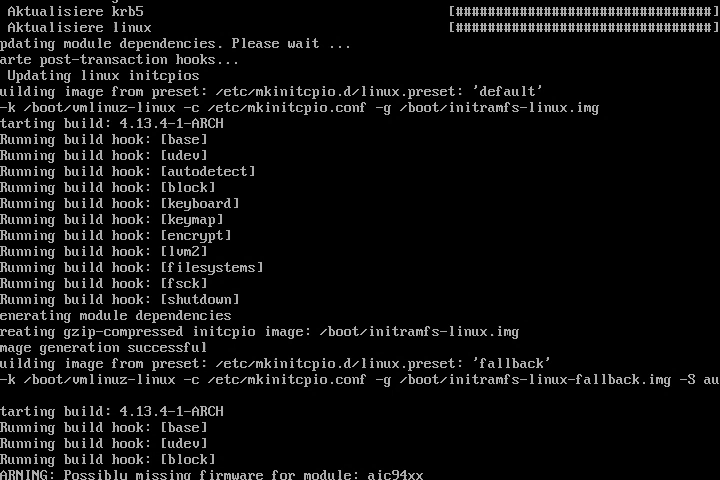 Aktualisiere krb5 [################################]
Aktualisiere linux [################################]
pdating module dependencies. Please wait ...
arte post-transaction hooks...
Updating linux initcpios
uilding image from preset: /etc/mkinitcpio.d/linux.preset: 'default'
-k /boot/vmlinuz-linux -c /etc/mkinitcpio.conf -g /boot/initramfs-linux.img
tarting build: 4.13.4-1-ARCH
Running build hook: [base]
Running build hook: [udev]
Running build hook: [autodetect]
Running build hook: [block]
Running build hook: [keyboard]
Running build hook: [keymap]
Running build hook: [encrypt]
Running build hook: [lvm2]
Running build hook: [filesystems]
Running build hook: [fsck]
Running build hook: [shutdown]
enerating module dependencies
reating gzip-compressed initcpio image: /boot/initramfs-linux.img
mage generation successful
uilding image from preset: /etc/mkinitcpio.d/linux.preset: 'fallback'
-k /boot/vmlinuz-linux -c /etc/mkinitcpio.conf -g /boot/initramfs-linux-fallback.img -S au
tarting build: 4.13.4-1-ARCH
Running build hook: [base]
Running build hook: [udev]
Running build hook: [block]
ARNING: Possibly missing firmware for module: aic94xx